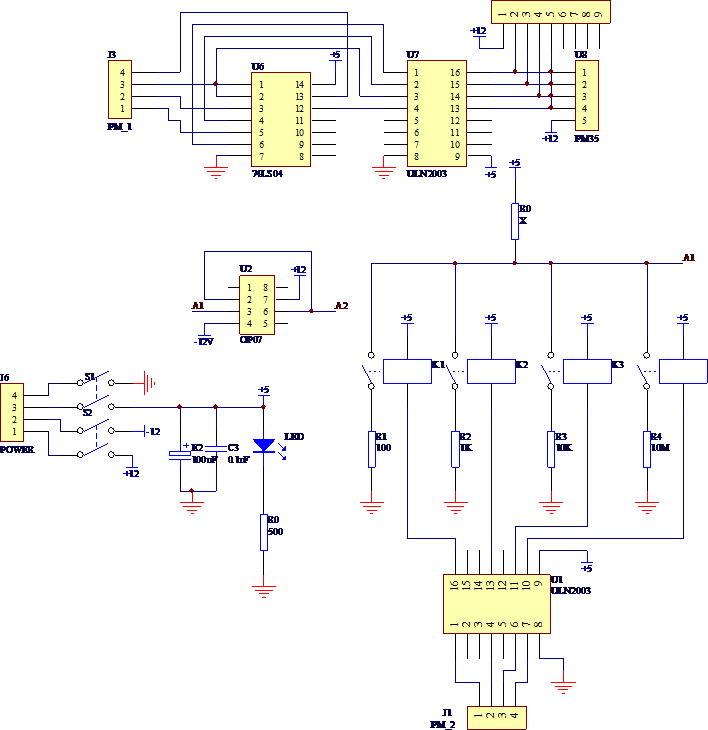 1 2 3 4 5 6 7 8 9
+12
J3
U6
+5
U7
U8
4
3
2
1
PM_1
1 14
2 13
3 12
4 11
5 10
6 9
7 8
74LS04
1 16
2 15
3 14
4 13
5 12
6 11
7 10
8 9
ULN2003
+5
1
2
3
4
5
+12
PM35
+5
R0
X
A1
U2
+12
1 8
2 7
3 6
4 5
A1
A2
-12V
OP07
+5
+5
+5
+5
K1
K2
K3
J6
4
3
2
1
POWER
S1
S2
-12
+12
+5
+
E2
100uF
C3
0.1uF
LED
R0
500
R1
100
R2
1K
R3
10K
R4
10M
16 15 14 13 12 11 10 9
1 2 3 4 5 6 7 8
U1
ULN2003
+5
J1
PM_2
1 2 3 4